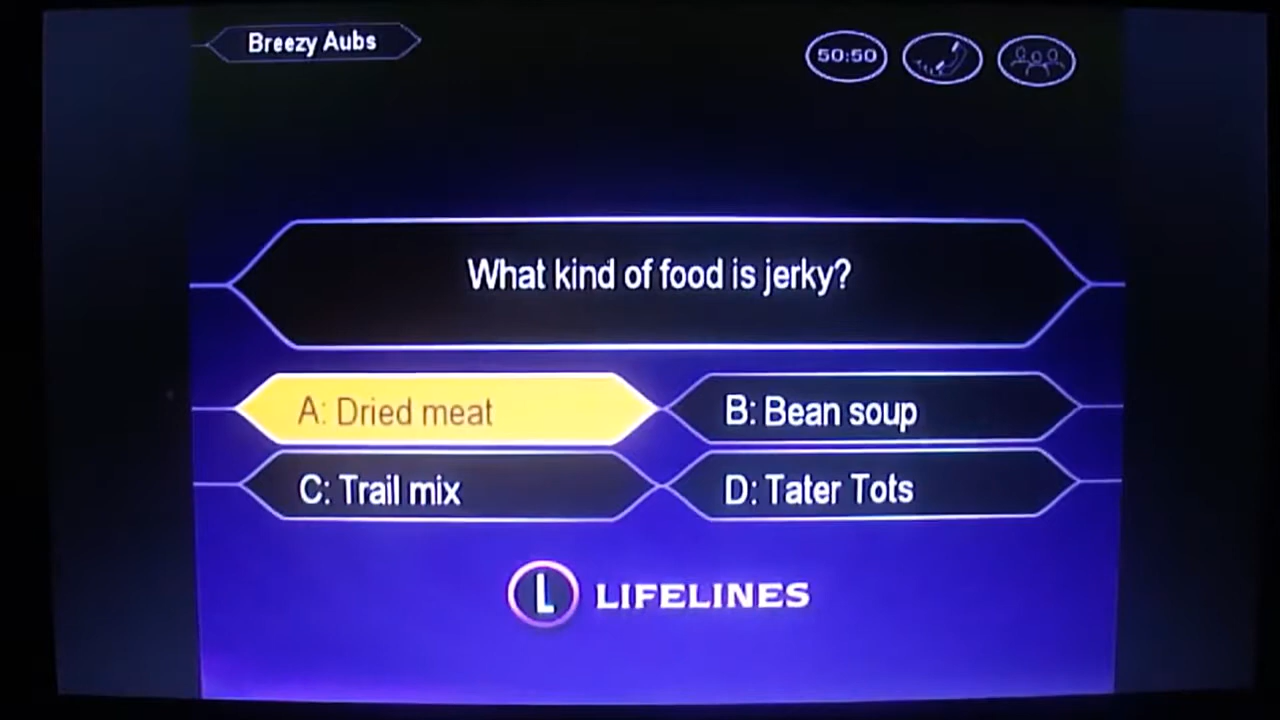 Breezy Aubs
50:50
What kind of food is jerky?
A: Dried meat
B: Bean soup
C: Trail mix
D: Tater Tots
L LIFELINES